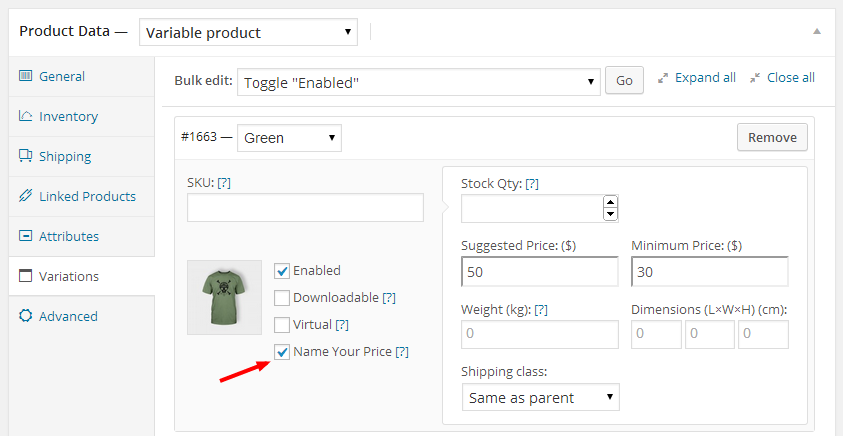 Product Data — Variable product
General
Inventory
Shipping
Linked Products
Attributes
Variations
Advanced
Bulk edit: Toggle "Enabled" Go Expand all Close all
#1663 — Green Remove
SKU: [?]
Enabled
Downloadable [?]
Virtual [?]
Name Your Price [?]
Stock Qty: [?]
Suggested Price: ($) Minimum Price: ($)
50 30
Weight (kg): [?] Dimensions (L×W×H) (cm):
0 0 0 0
Shipping class:
Same as parent